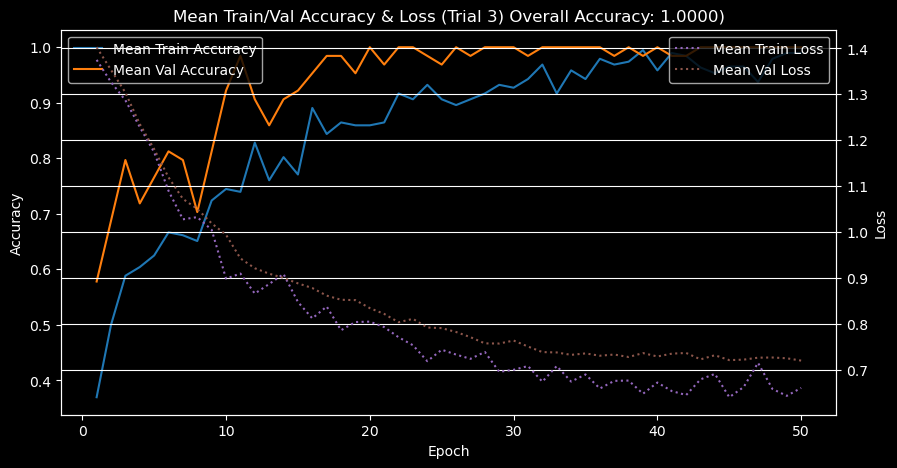 Mean Train/Val Accuracy & Loss (Trial 3) Overall Accuracy: 1.0000)
Mean Train Accuracy
Mean Val Accuracy
Mean Train Loss
Mean Val Loss
1.0
0.9
0.8
0.7
0.6
0.5
0.4
Accuracy
1.4
1.3
1.2
1.1
1.0
0.9
0.8
0.7
Loss
0
10
20
30
40
50
Epoch